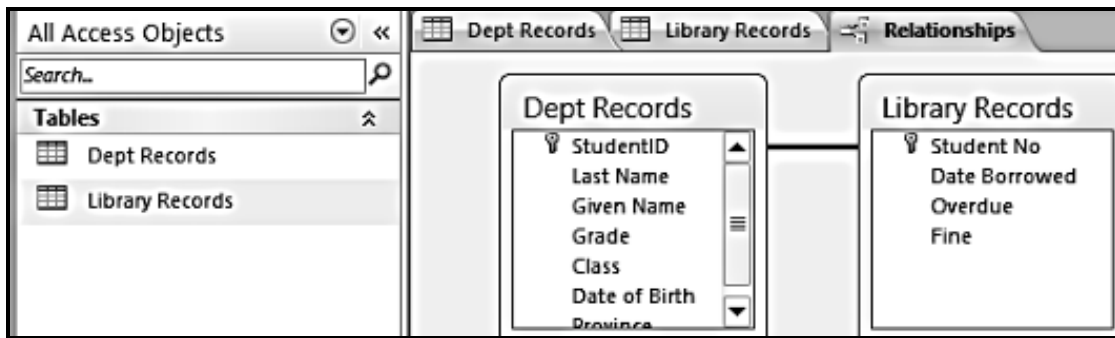 All Access Objects
Search...
Tables
Dept Records
Library Records
Dept Records
Library Records
Relationships
Dept Records
StudentID
Last Name
Given Name
Grade
Class
Date of Birth
Province
Library Records
Student No
Date Borrowed
Overdue
Fine